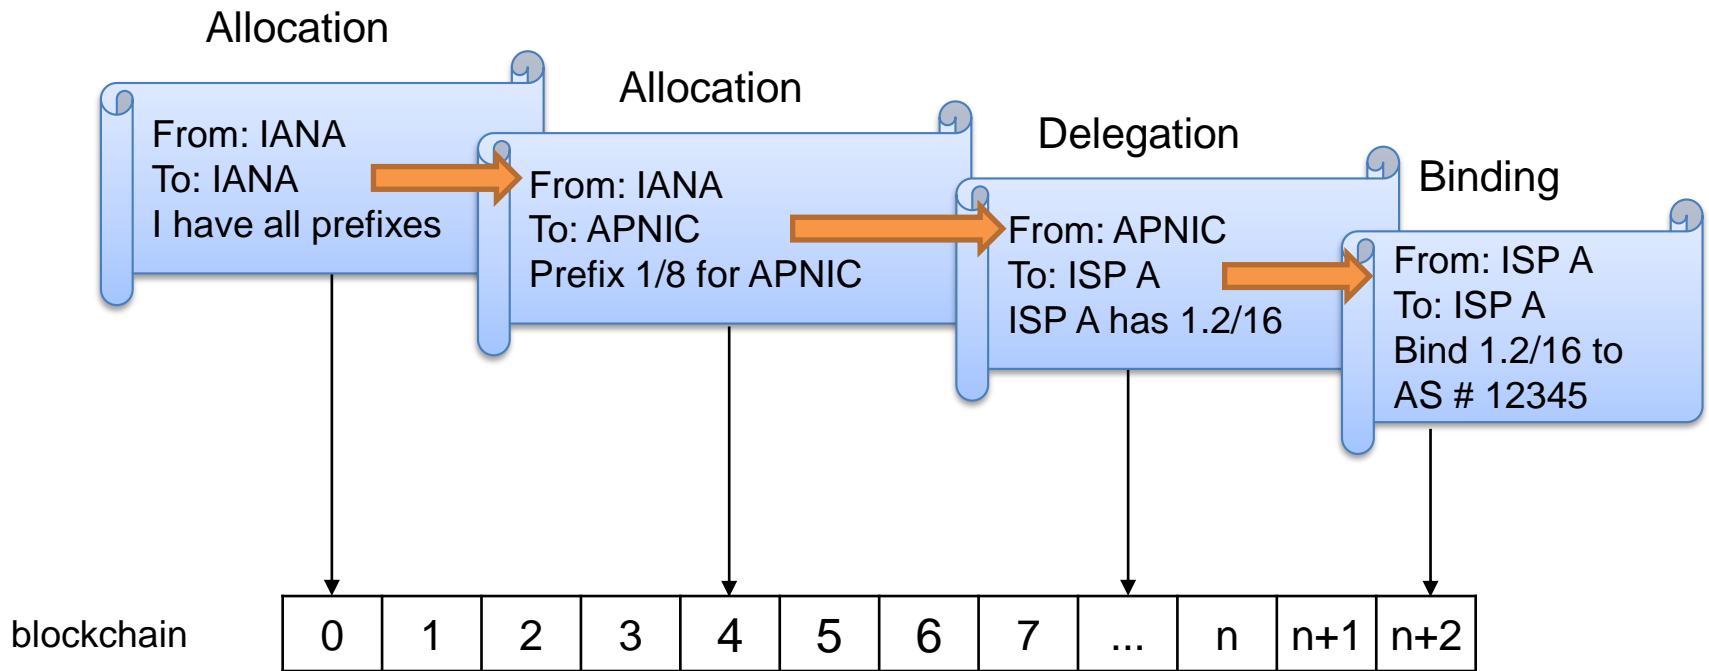 Allocation
From: IANA
To: IANA
I have all prefixes
Allocation
From: IANA
To: APNIC
Prefix 1/8 for APNIC
Delegation
From: APNIC
To: ISP A
ISP A has 1.2/16
Binding
From: ISP A
To: ISP A
Bind 1.2/16 to
AS # 12345
blockchain 0 1 2 3 4 5 6 7 ... n n+1 n+2